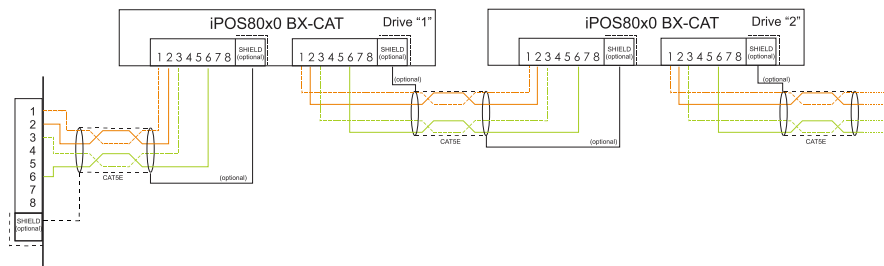 iPOS80x0 BX-CAT Drive “1”
1 2 3 4 5 6 7 8
SHIELD
(optional)
1 2 3 4 5 6 7 8
SHIELD
(optional)
iPOS80x0 BX-CAT Drive “2”
1 2 3 4 5 6 7 8
SHIELD
(optional)
1 2 3 4 5 6 7 8
SHIELD
(optional)
(optional)
(optional)
1
2
3
4
5
6
7
8
SHIELD
(optional)
CAT5E
(optional)
CAT5E
(optional)
CAT5E